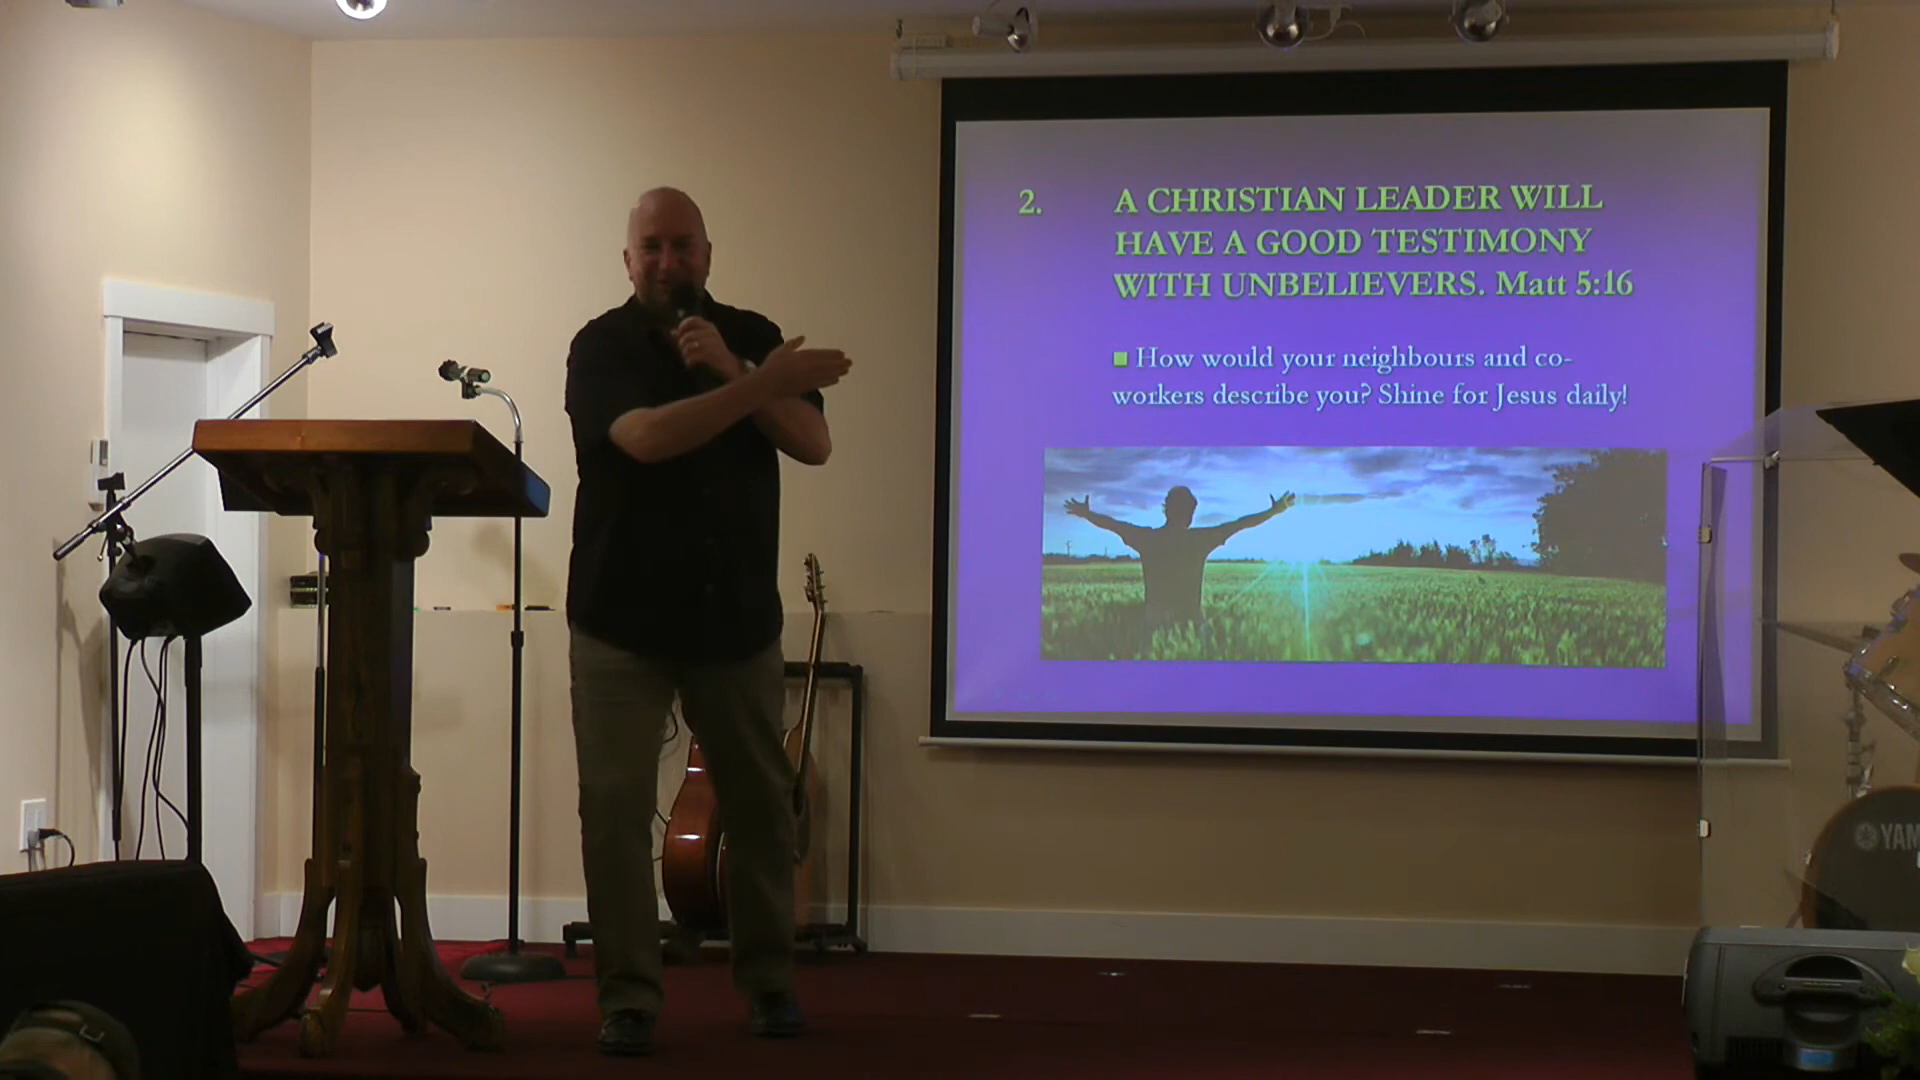 2. A CHRISTIAN LEADER WILL
HAVE A GOOD TESTIMONY
WITH UNBELIEVERS. Matt 5:16
How would your neighbours and co-
workers describe you? Shine for Jesus daily!
YAM